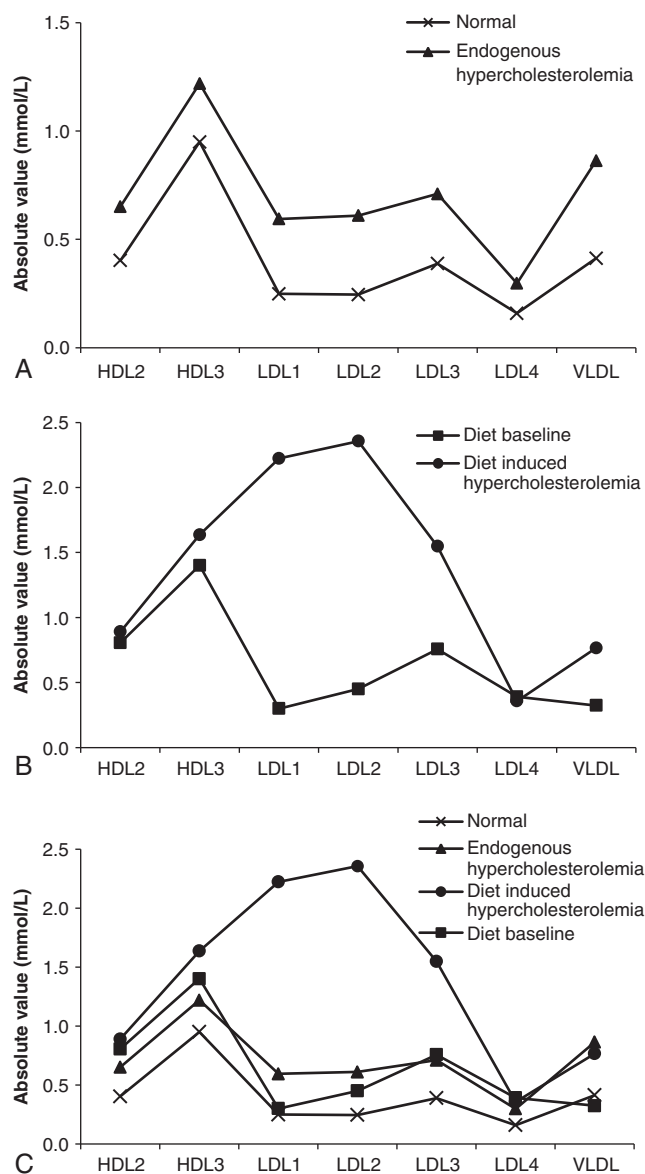 Normal
Endogenous
hypercholesterolemia
Absolute value (mmol/L)
1.5
1.0
0.5
0.0
HDL2 HDL3 LDL1 LDL2 LDL3 LDL4 VLDL
A
Diet baseline
Diet induced
hypercholesterolemia
Absolute value (mmol/L)
2.5
2.0
1.5
1.0
0.5
0.0
HDL2 HDL3 LDL1 LDL2 LDL3 LDL4 VLDL
B
Normal
Endogenous
hypercholesterolemia
Diet induced
hypercholesterolemia
Diet baseline
Absolute value (mmol/L)
2.5
2.0
1.5
1.0
0.5
0.0
HDL2 HDL3 LDL1 LDL2 LDL3 LDL4 VLDL
C